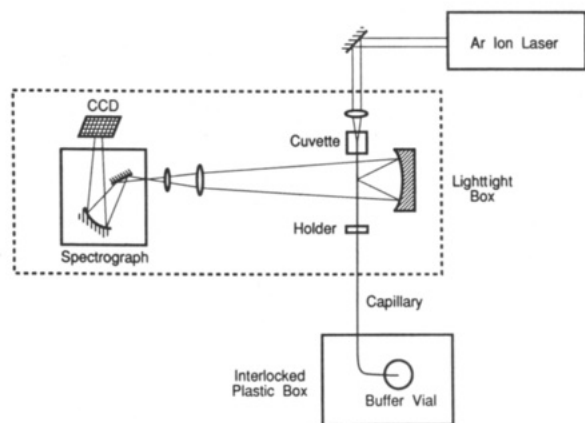 Ar Ion Laser
CCD
Cuvette
Lighttight
Box
Holder
Spectrograph
Capillary
Interlocked
Plastic Box
Buffer Vial